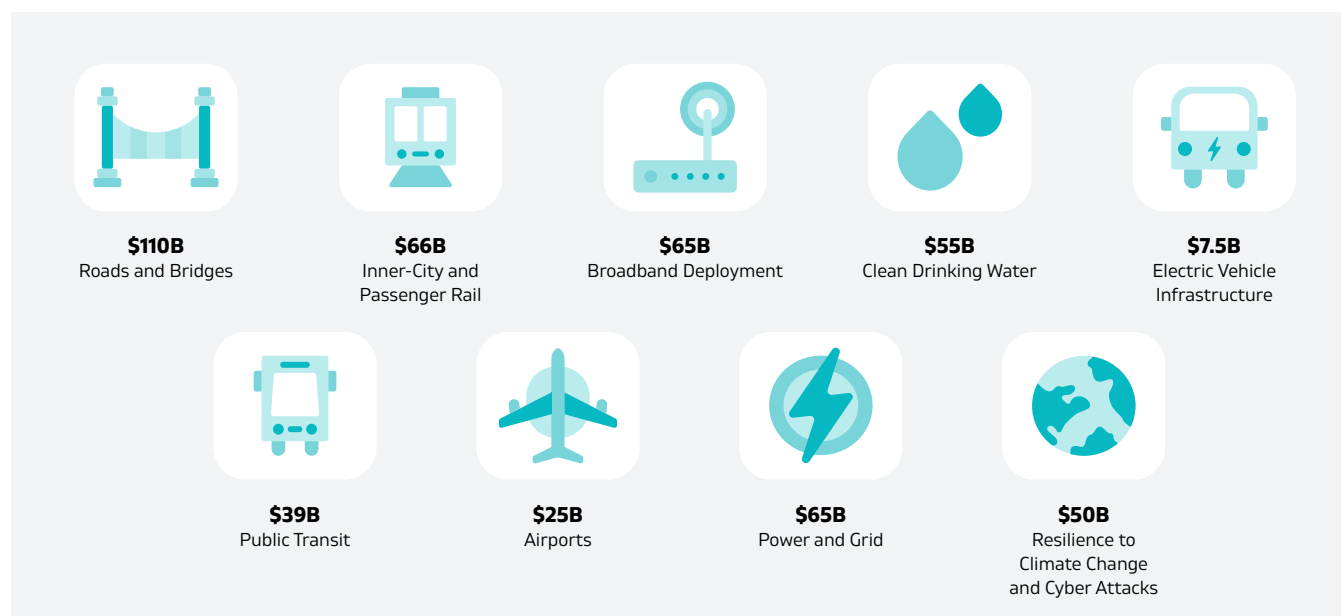 $110B
Roads and Bridges
$66B
Inner-City and
Passenger Rail
$65B
Broadband Deployment
$55B
Clean Drinking Water
$7.5B
Electric Vehicle
Infrastructure
$39B
Public Transit
$25B
Airports
$65B
Power and Grid
$50B
Resilience to
Climate Change
and Cyber Attacks